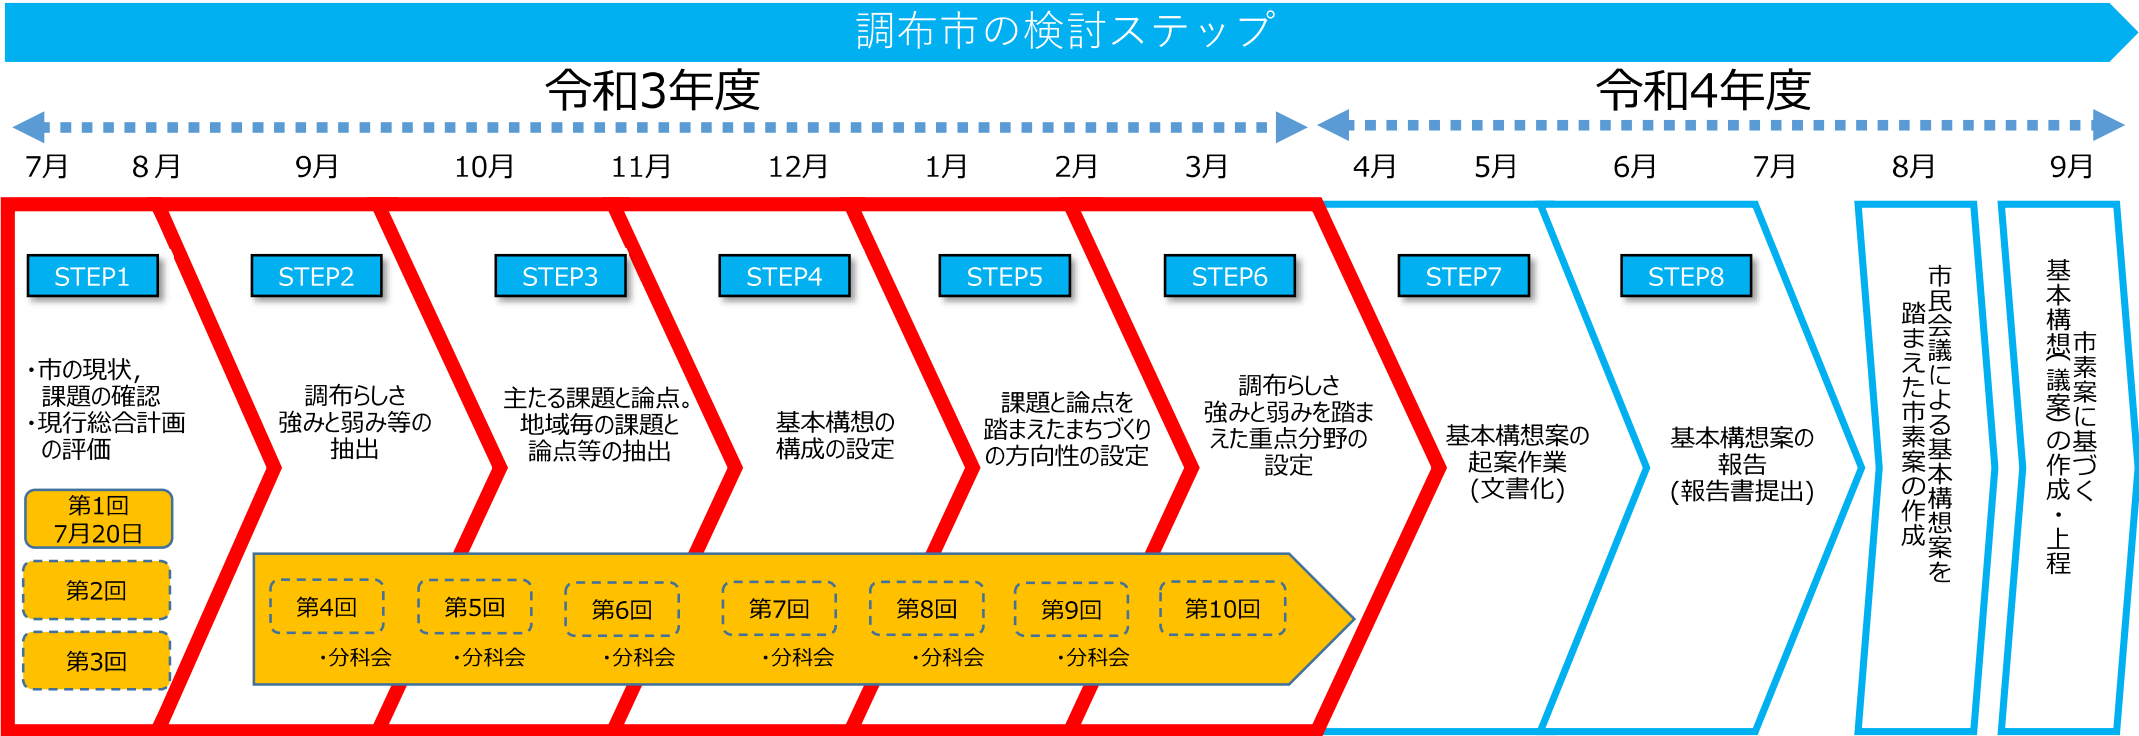 調布市の検討ステップ
令和3年度
令和4年度
7月
8月
9月
10月
11月
12月
1月
2月
3月
4月
5月
6月
7月
8月
9月
STEP1
・市の現状,
課題の確認
・現行総合計画
の評価
第1回
7月20日
第2回
第3回
STEP2
調布らしさ
強みと弱み等の
抽出
STEP3
主たる課題と論点。
地域毎の課題と
論点等の抽出
STEP4
基本構想の
構成の設定
STEP5
課題と論点を
踏まえたまちづくり
の方向性の設定
STEP6
調布らしさ
強みと弱みを踏ま
えた重点分野の
設定
第4回
・分科会
第5回
・分科会
第6回
・分科会
第7回
・分科会
第8回
・分科会
第9回
・分科会
第10回
STEP7
基本構想案の
起案作業
(文書化)
STEP8
基本構想案の
報告
(報告書提出)
市民会議による基本構想案を
踏まえた市素案の作成
市素案に基づく
基本構想(議案)の作成・上程